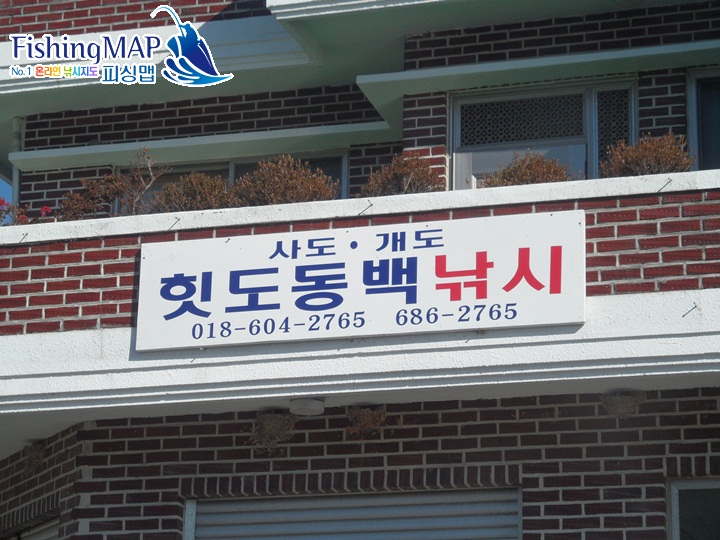 FishingMAP
No.1 온라인 낚시지도 피싱맵
사도·개도
힛도동백낚시
018-604-2765 686-2765